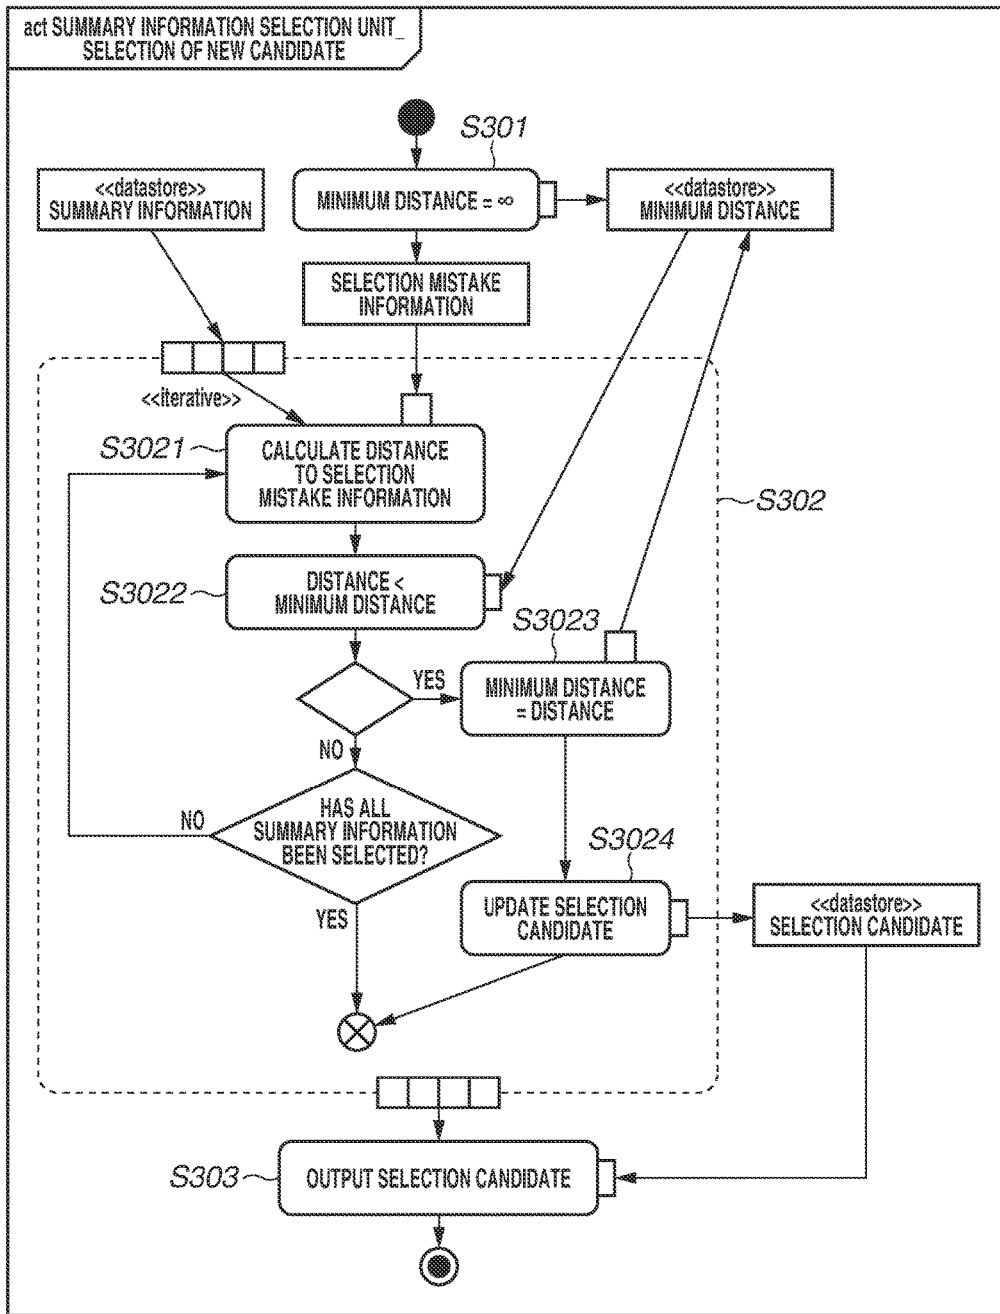 act SUMMARY INFORMATION SELECTION UNIT_
SELECTION OF NEW CANDIDATE
S301
<<datastore>>
SUMMARY INFORMATION
MINIMUM DISTANCE = ∞
<<datastore>>
MINIMUM DISTANCE
SELECTION MISTAKE
INFORMATION
<<iterative>>
S3021
CALCULATE DISTANCE
TO SELECTION
MISTAKE INFORMATION
S302
S3022
DISTANCE <
MINIMUM DISTANCE
S3023
YES
MINIMUM DISTANCE
= DISTANCE
NO
NO
HAS ALL
SUMMARY INFORMATION
BEEN SELECTED?
S3024
YES
UPDATE SELECTION
CANDIDATE
<<datastore>>
SELECTION CANDIDATE
S303
OUTPUT SELECTION CANDIDATE